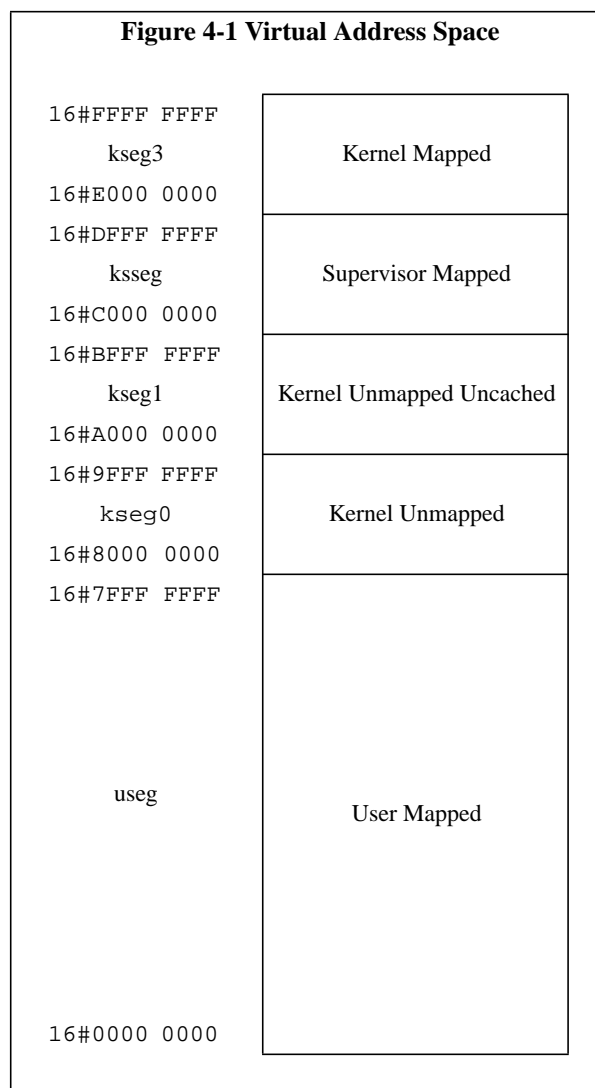 Figure 4-1 Virtual Address Space
16#FFFF FFFF
kseg3
Kernel Mapped
16#E000 0000
16#DFFF FFFF
ksseg
Supervisor Mapped
16#C000 0000
16#BFFF FFFF
kseg1
Kernel Unmapped Uncached
16#A000 0000
16#9FFF FFFF
kseg0
Kernel Unmapped
16#8000 0000
16#7FFF FFFF
useg
User Mapped
16#0000 0000